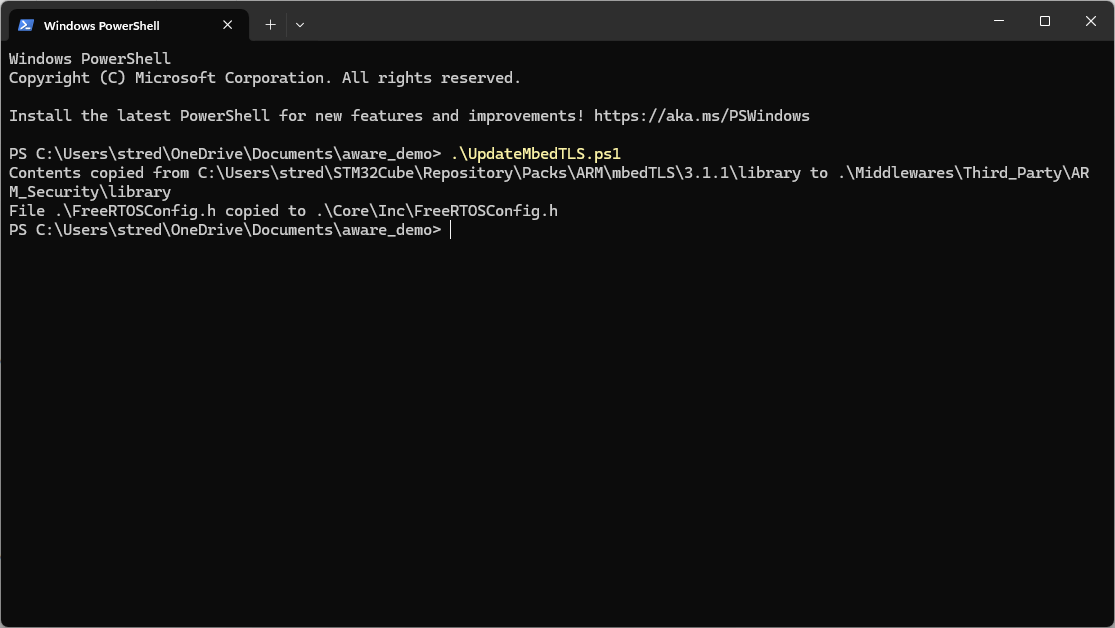 Windows PowerShell
Windows PowerShell
Copyright (C) Microsoft Corporation. All rights reserved.
Install the latest PowerShell for new features and improvements! https://aka.ms/PSWindows
PS C:\Users\stred\OneDrive\Documents\aware_demo> .\UpdateMbedTLS.ps1
Contents copied from C:\Users\stred\STM32Cube\Repository\Packs\ARM\mbedTLS\3.1.1\library to .\Middlewares\Third_Party\AR
M_Security\library
File .\FreeRTOSConfig.h copied to .\Core\Inc\FreeRTOSConfig.h
PS C:\Users\stred\OneDrive\Documents\aware_demo>